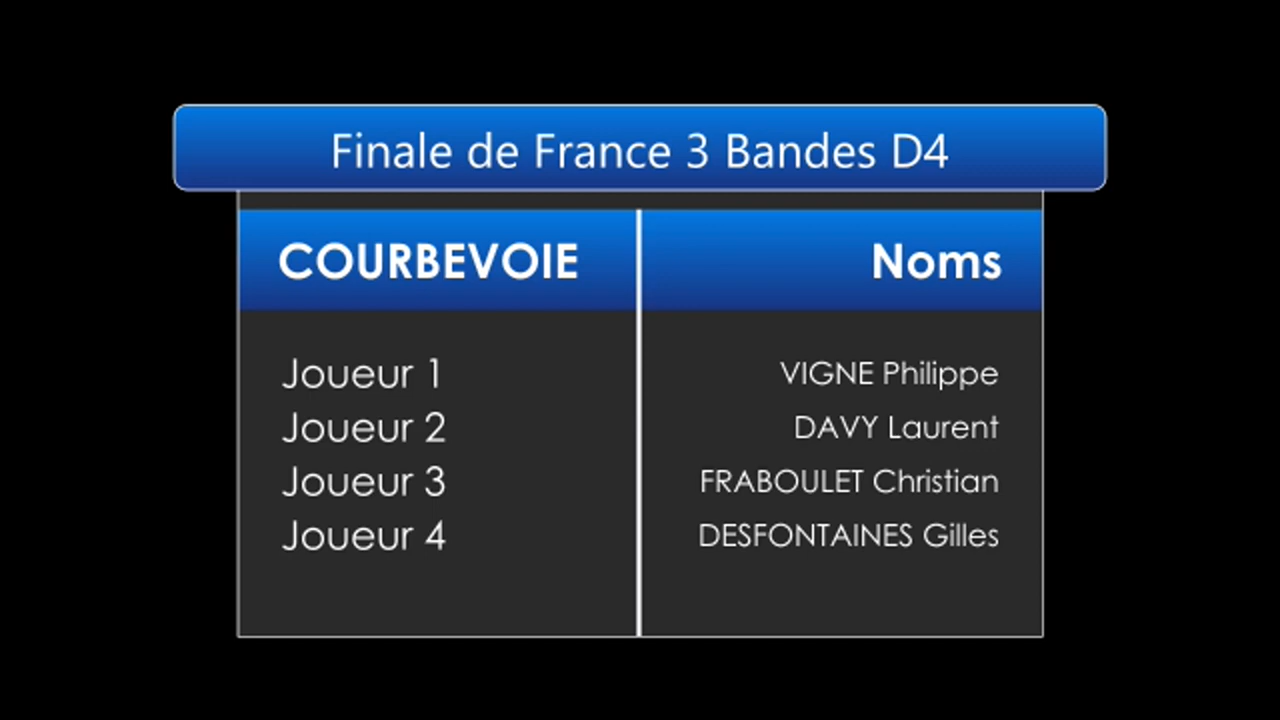 Finale de France 3 Bandes D4
COURBEVOIE Noms
Joueur 1 VIGNE Philippe
Joueur 2 DAVY Laurent
Joueur 3 FRABOULET Christian
Joueur 4 DESFONTAINES Gilles